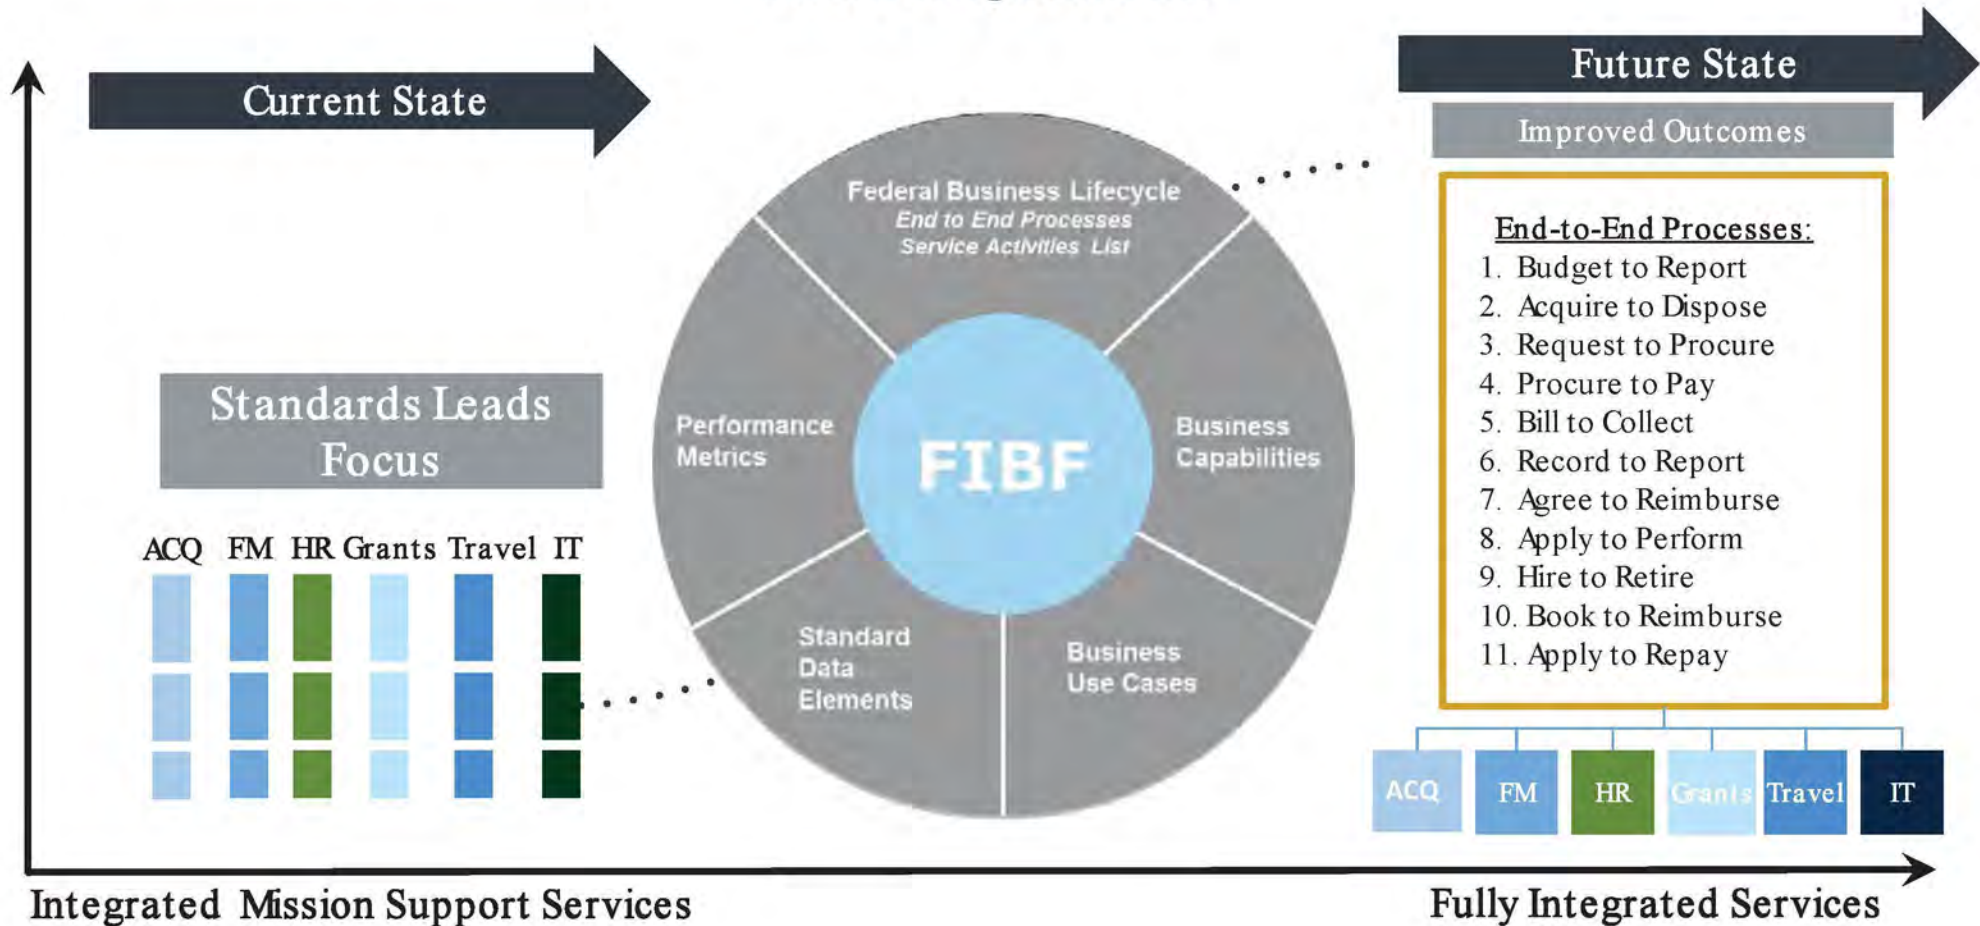 Current State
Future State
Improved Outcomes
Standards Leads
Focus
ACQ FM HR Grants Travel IT
Federal Business Lifecycle
End to End Processes
Service Activities List
Performance
Metrics
Business
Capabilities
FIBF
Standard
Data
Elements
Business
Use Cases
End-to-End Processes:
1. Budget to Report
2. Acquire to Dispose
3. Request to Procure
4. Procure to Pay
5. Bill to Collect
6. Record to Report
7. Agree to Reimburse
8. Apply to Perform
9. Hire to Retire
10. Book to Reimburse
11. Apply to Repay
ACQ FM HR Grants Travel IT
Integrated Mission Support Services
Fully Integrated Services